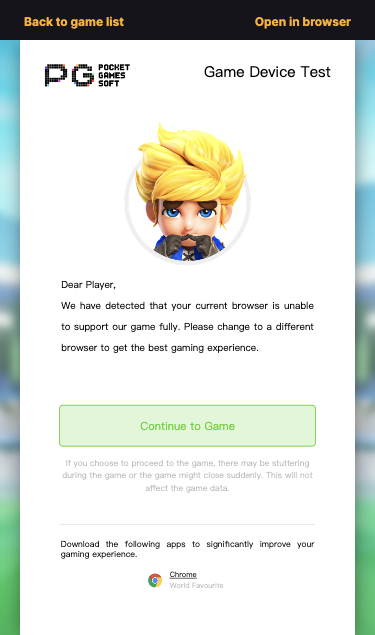 Back to game list
Open in browser
PG POCKET
GAMES
SOFT
Game Device Test
Dear Player,
We have detected that your current browser is unable
to support our game fully. Please change to a different
browser to get the best gaming experience.
Continue to Game
If you choose to proceed to the game, there may be stuttering
during the game or the game might close suddenly. This will not
affect the game data.
Download the following apps to significantly improve your
gaming experience.
Chrome
World Favourite